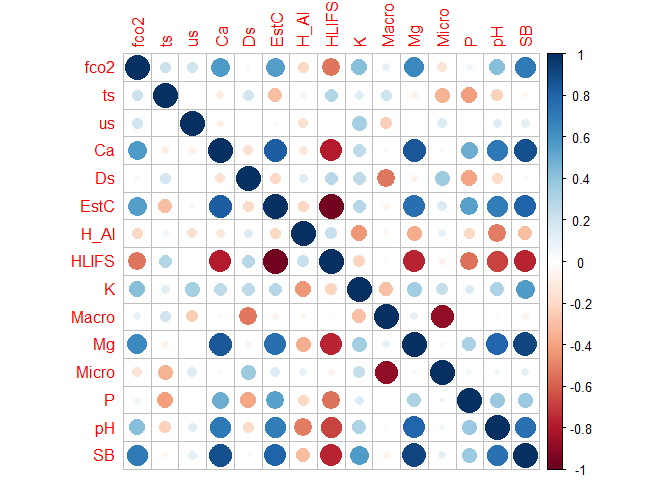 fco2 ts us Ca Ds EstC H_Al HLIFS K Macro Mg Micro P pH SB
fco2
ts
us
Ca
Ds
EstC
H_Al
HLIFS
K
Macro
Mg
Micro
P
pH
SB
1
0.8
0.6
0.4
0.2
0
-0.2
-0.4
-0.6
-0.8
-1